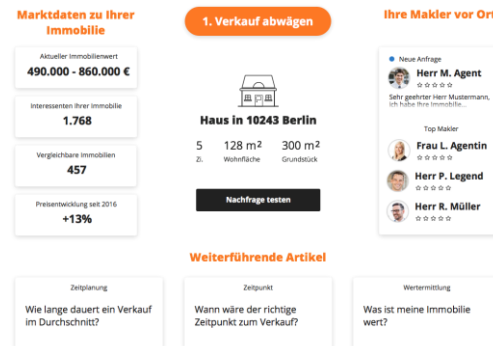 Marktdaten zu Ihrer
Immobilie
Aktueller Immobilienwert
490.000 - 860.000 €
Interessenten Ihrer Immobilie
1.768
Vergleichbare Immobilien
457
Preisentwicklung seit 2016
+13%
1. Verkauf abwägen
Haus in 10243 Berlin
5 128 m² 300 m²
Zi. Wohnfläche Grundstück
Nachfrage testen
Ihre Makler vor Ort
Neue Anfrage
Herr M. Agent
Sehr geehrter Herr Mustermann,
ich habe Ihre Immobilie...
Top Makler
Frau L. Agentin
Herr P. Legend
Herr R. Müller
Weiterführende Artikel
Zeitplanung
Wie lange dauert ein Verkauf
im Durchschnitt?
Zeitpunkt
Wann wäre der richtige
Zeitpunkt zum Verkauf?
Wertermittlung
Was ist meine Immobilie
wert?